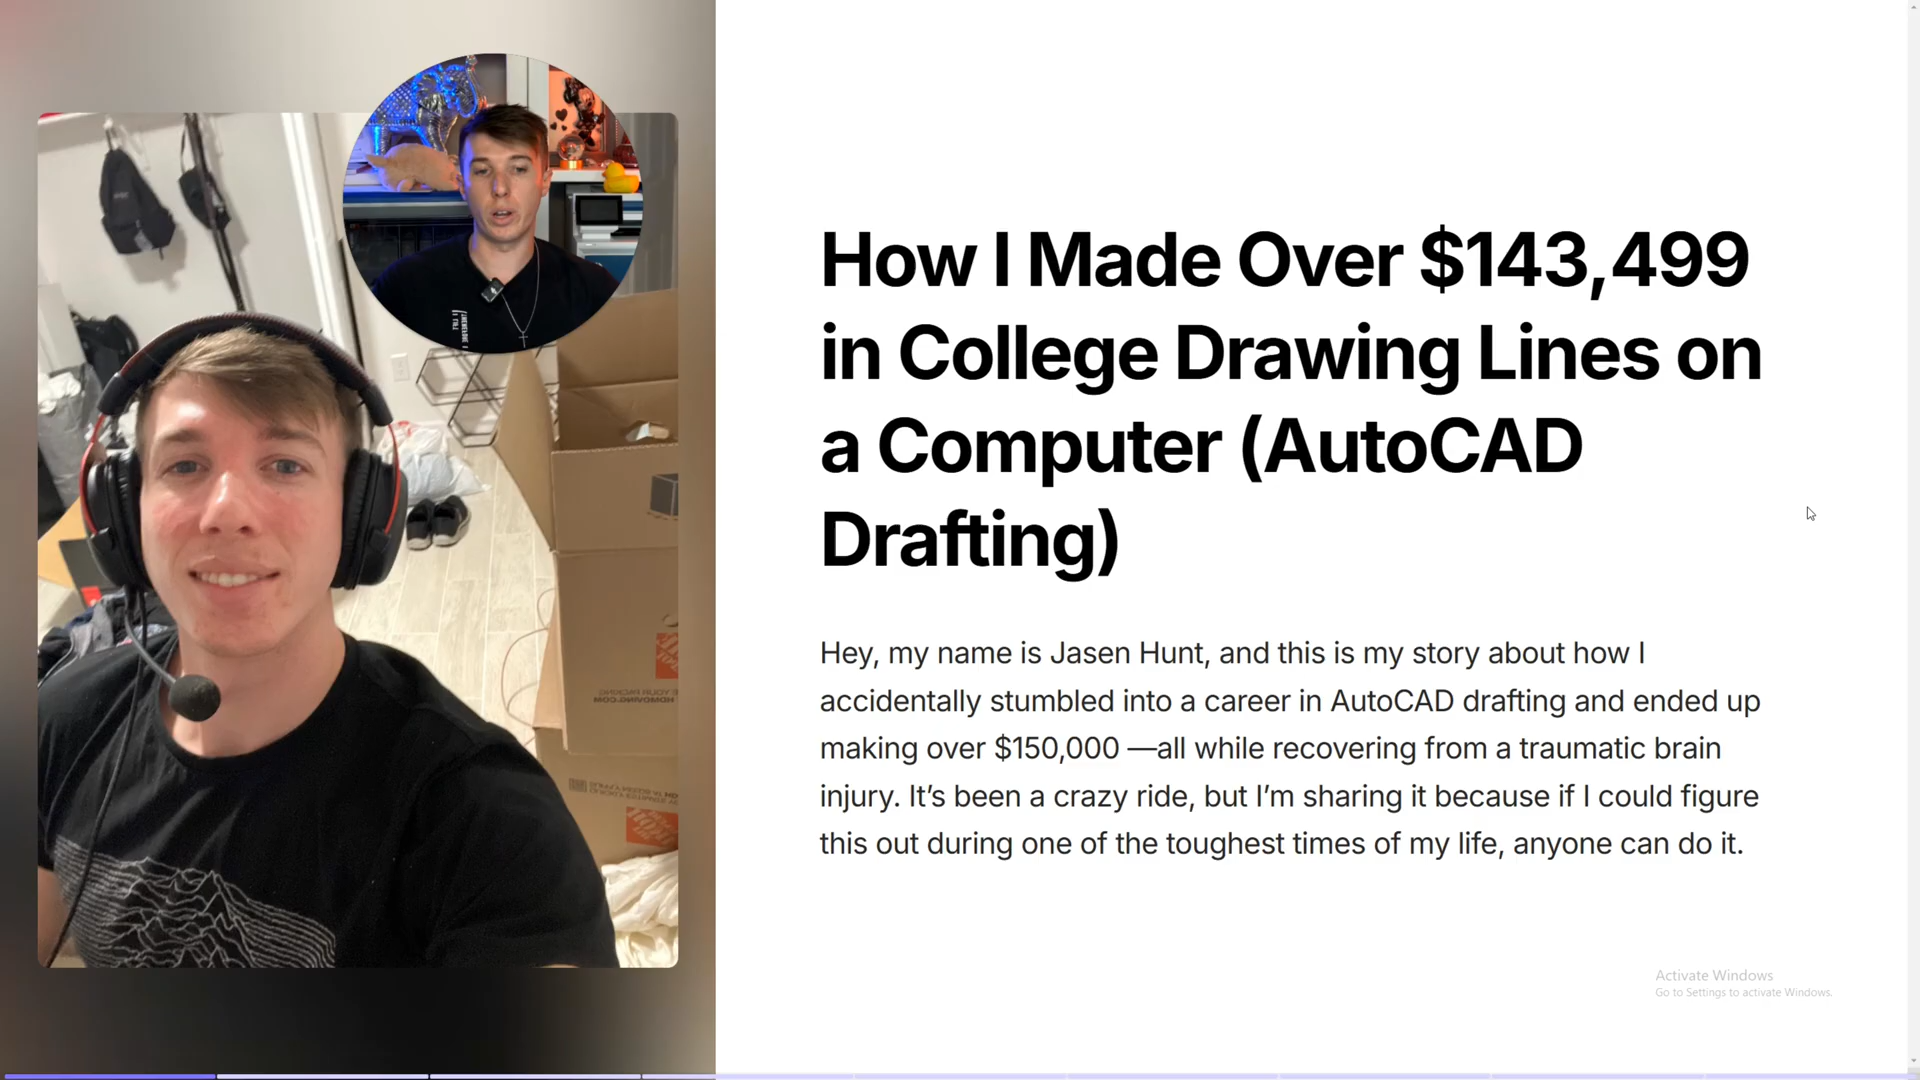 How I Made Over $143,499
in College Drawing Lines on
a Computer (AutoCAD
Drafting)
Hey, my name is Jasen Hunt, and this is my story about how I
accidentally stumbled into a career in AutoCAD drafting and ended up
making over $150,000 —all while recovering from a traumatic brain
injury. It’s been a crazy ride, but I’m sharing it because if I could figure
this out during one of the toughest times of my life, anyone can do it.
Activate Windows
Go to Settings to activate Windows.